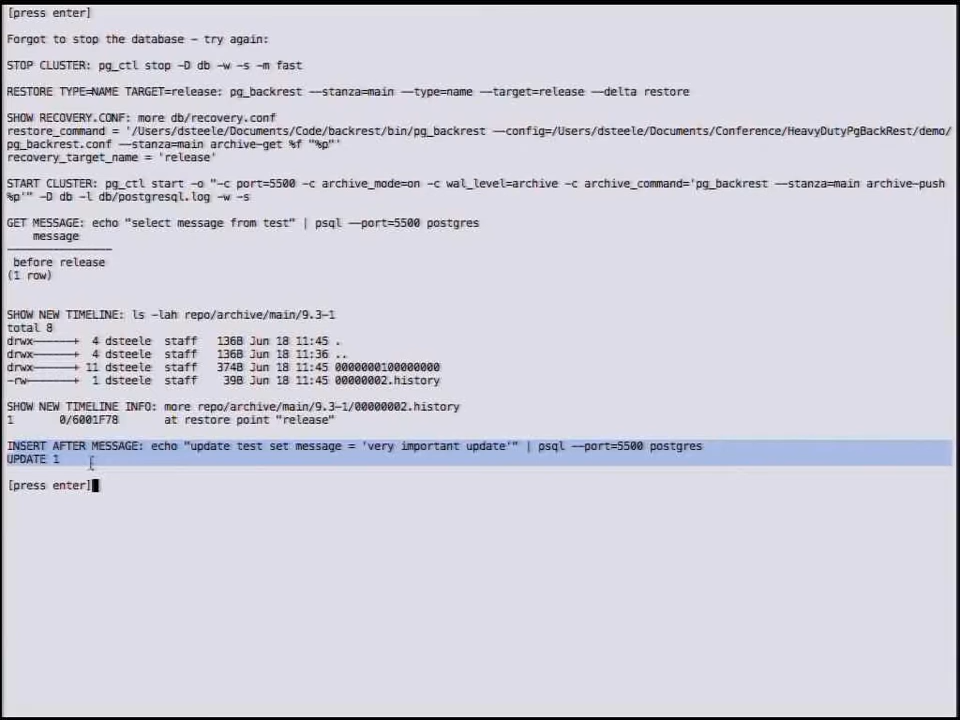 [press enter]
Forgot to stop the database - try again:
STOP CLUSTER: pg_ctl stop -D db -w -s -m fast
RESTORE TYPE=NAME TARGET=release: pg_backrest --stanza=main --type=name --target=release --delta restore
SHOW RECOVERY.CONF: more db/recovery.conf
restore_command = '/Users/dsteele/Documents/Code/backrest/bin/pg_backrest --config=/Users/dsteele/Documents/Conference/HeavyDutyPgBackRest/demo/
pg_backrest.conf --stanza=main archive-get %f "%p"'
recovery_target_name = 'release'
START CLUSTER: pg_ctl start -o "-c port=5500 -c archive_mode=on -c wal_level=archive -c archive_command='pg_backrest --stanza=main archive-push
%p'" -D db -l db/postgresql.log -w -s
GET MESSAGE: echo "select message from test" | psql --port=5500 postgres
message
----------------
before release
(1 row)
SHOW NEW TIMELINE: ls -lah repo/archive/main/9.3-1
total 8
drwx------+  4 dsteele  staff   136B Jun 18 11:45 .
drwx------+  4 dsteele  staff   136B Jun 18 11:36 ..
drwx------+ 11 dsteele  staff   374B Jun 18 11:45 0000000100000000
-rw-------+  1 dsteele  staff    39B Jun 18 11:45 00000002.history
SHOW NEW TIMELINE INFO: more repo/archive/main/9.3-1/00000002.history
1       0/6001F78       at restore point "release"
INSERT AFTER MESSAGE: echo "update test set message = 'very important update'" | psql --port=5500 postgres
UPDATE 1
[press enter]